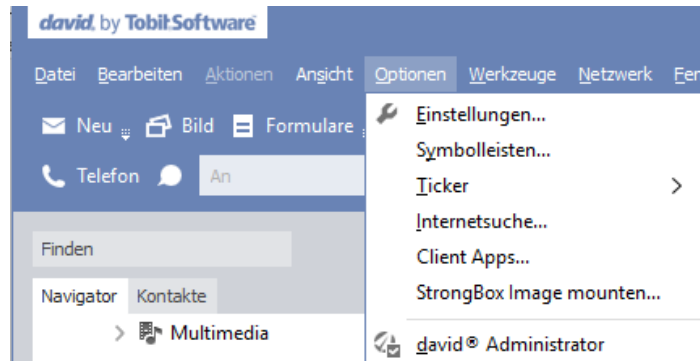 david. by Tobit.Software
Datei Bearbeiten Aktionen Ansicht Optionen Werkzeuge Netzwerk
Neu Bild Formulare
Telefon An
Finden
Navigator Kontakte
Multimedia
Einstellungen...
Symbolleisten...
Ticker
Internetsuche...
Client Apps...
StrongBox Image mounten...
david® Administrator